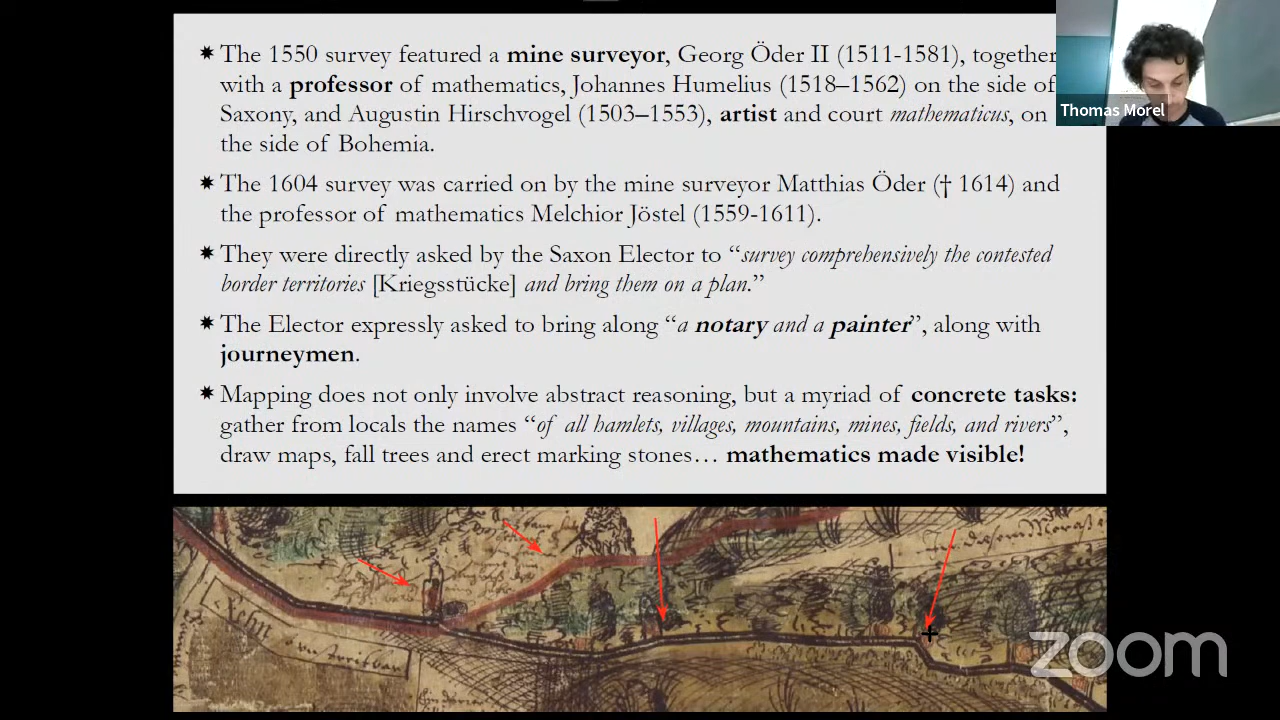 The 1550 survey featured a mine surveyor, Georg Öder II (1511-1581), together
with a professor of mathematics, Johannes Humelius (1518–1562) on the side of
Saxony, and Augustin Hirschvogel (1503–1553), artist and court mathematicus, on
the side of Bohemia.
The 1604 survey was carried on by the mine surveyor Matthias Öder († 1614) and
the professor of mathematics Melchior Jöstel (1559-1611).
They were directly asked by the Saxon Elector to “survey comprehensively the contested
border territories [Kriegsstücke] and bring them on a plan.”
The Elector expressly asked to bring along “a notary and a painter”, along with
journeymen.
Mapping does not only involve abstract reasoning, but a myriad of concrete tasks:
gather from locals the names “of all hamlets, villages, mountains, mines, fields, and rivers”,
draw maps, fall trees and erect marking stones… mathematics made visible!
Thomas Morel
zoom